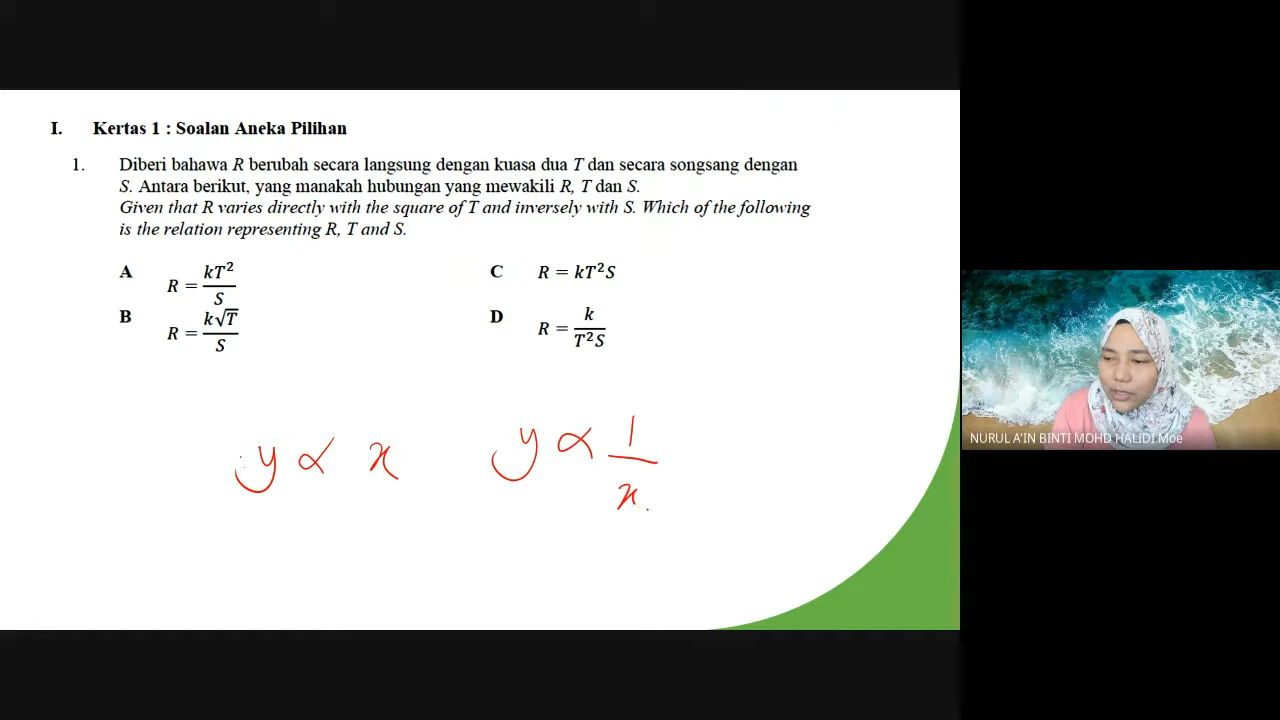 I. Kertas 1 : Soalan Aneka Pilihan
1. Diberi bahawa R berubah secara langsung dengan kuasa dua T dan secara songsang dengan
S. Antara berikut, yang manakah hubungan yang mewakili R, T dan S.
Given that R varies directly with the square of T and inversely with S. Which of the following
is the relation representing R, T and S.
A R = kT²/S
B R = k√T/S
C R = kT²S
D R = k/T²S
y ∝ x
y ∝ 1/x
NURUL A'IN BINTI MOHD HALIDI Moe